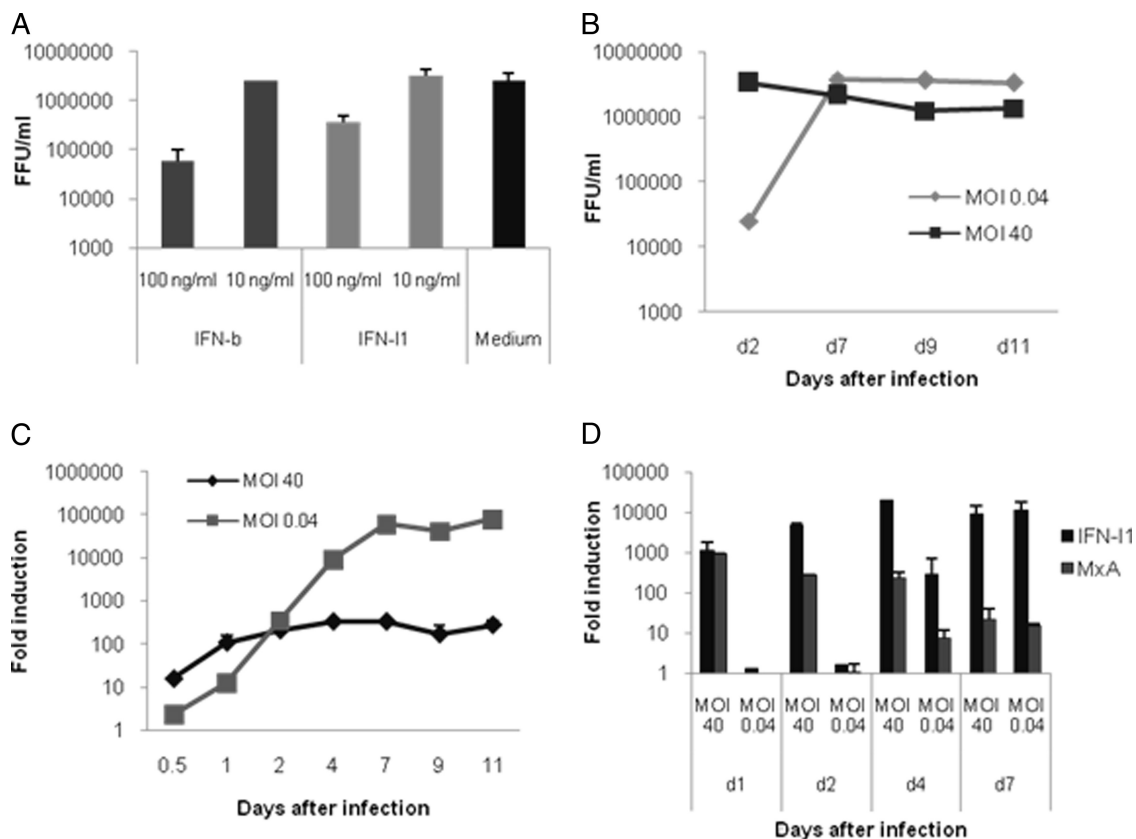 A
FFU/ml
10000000
1000000
100000
10000
1000
100 ng/ml 10 ng/ml 100 ng/ml 10 ng/ml
IFN-b IFN-l1 Medium
B
FFU/ml
10000000
1000000
100000
10000
1000
MOI 0.04
MOI 40
d2 d7 d9 d11
Days after infection
C
Fold induction
1000000
100000
10000
1000
100
10
1
MOI 40
MOI 0.04
0.5 1 2 4 7 9 11
Days after infection
D
Fold induction
100000
10000
1000
100
10
1
IFN-l1
MxA
MOI MOI MOI MOI MOI MOI MOI MOI
40 0.04 40 0.04 40 0.04 40 0.04
d1 d2 d4 d7
Days after infection